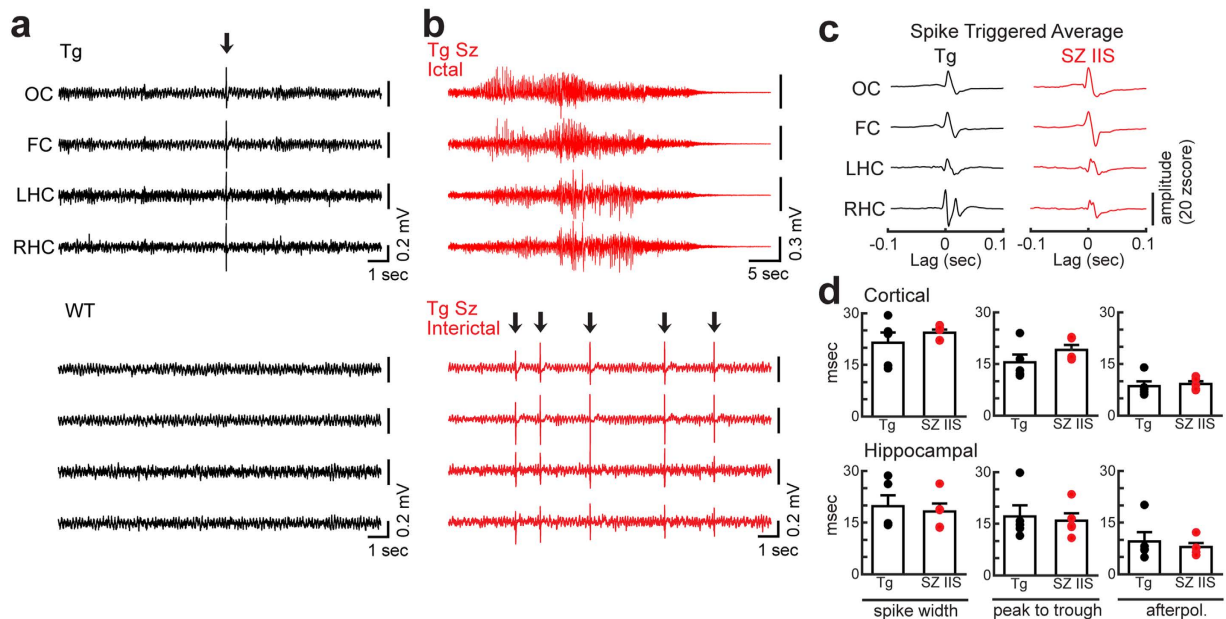 a
Tg
OC
FC
LHC
RHC
0.2 mV
1 sec
WT
0.2 mV
1 sec
b
Tg Sz
Ictal
0.3 mV
5 sec
Tg Sz
Interictal
0.2 mV
1 sec
c
Spike Triggered Average
Tg SZ IIS
OC
FC
LHC
RHC
amplitude
(20 zscore)
-0.1 0 0.1 -0.1 0 0.1
Lag (sec) Lag (sec)
d
Cortical
msec
30 30 30
15 15 15
0 0 0
Tg SZ IIS Tg SZ IIS Tg SZ IIS
Hippocampal
msec
30 30 30
15 15 15
0 0 0
Tg SZ IIS Tg SZ IIS Tg SZ IIS
spike width peak to trough afterpol.